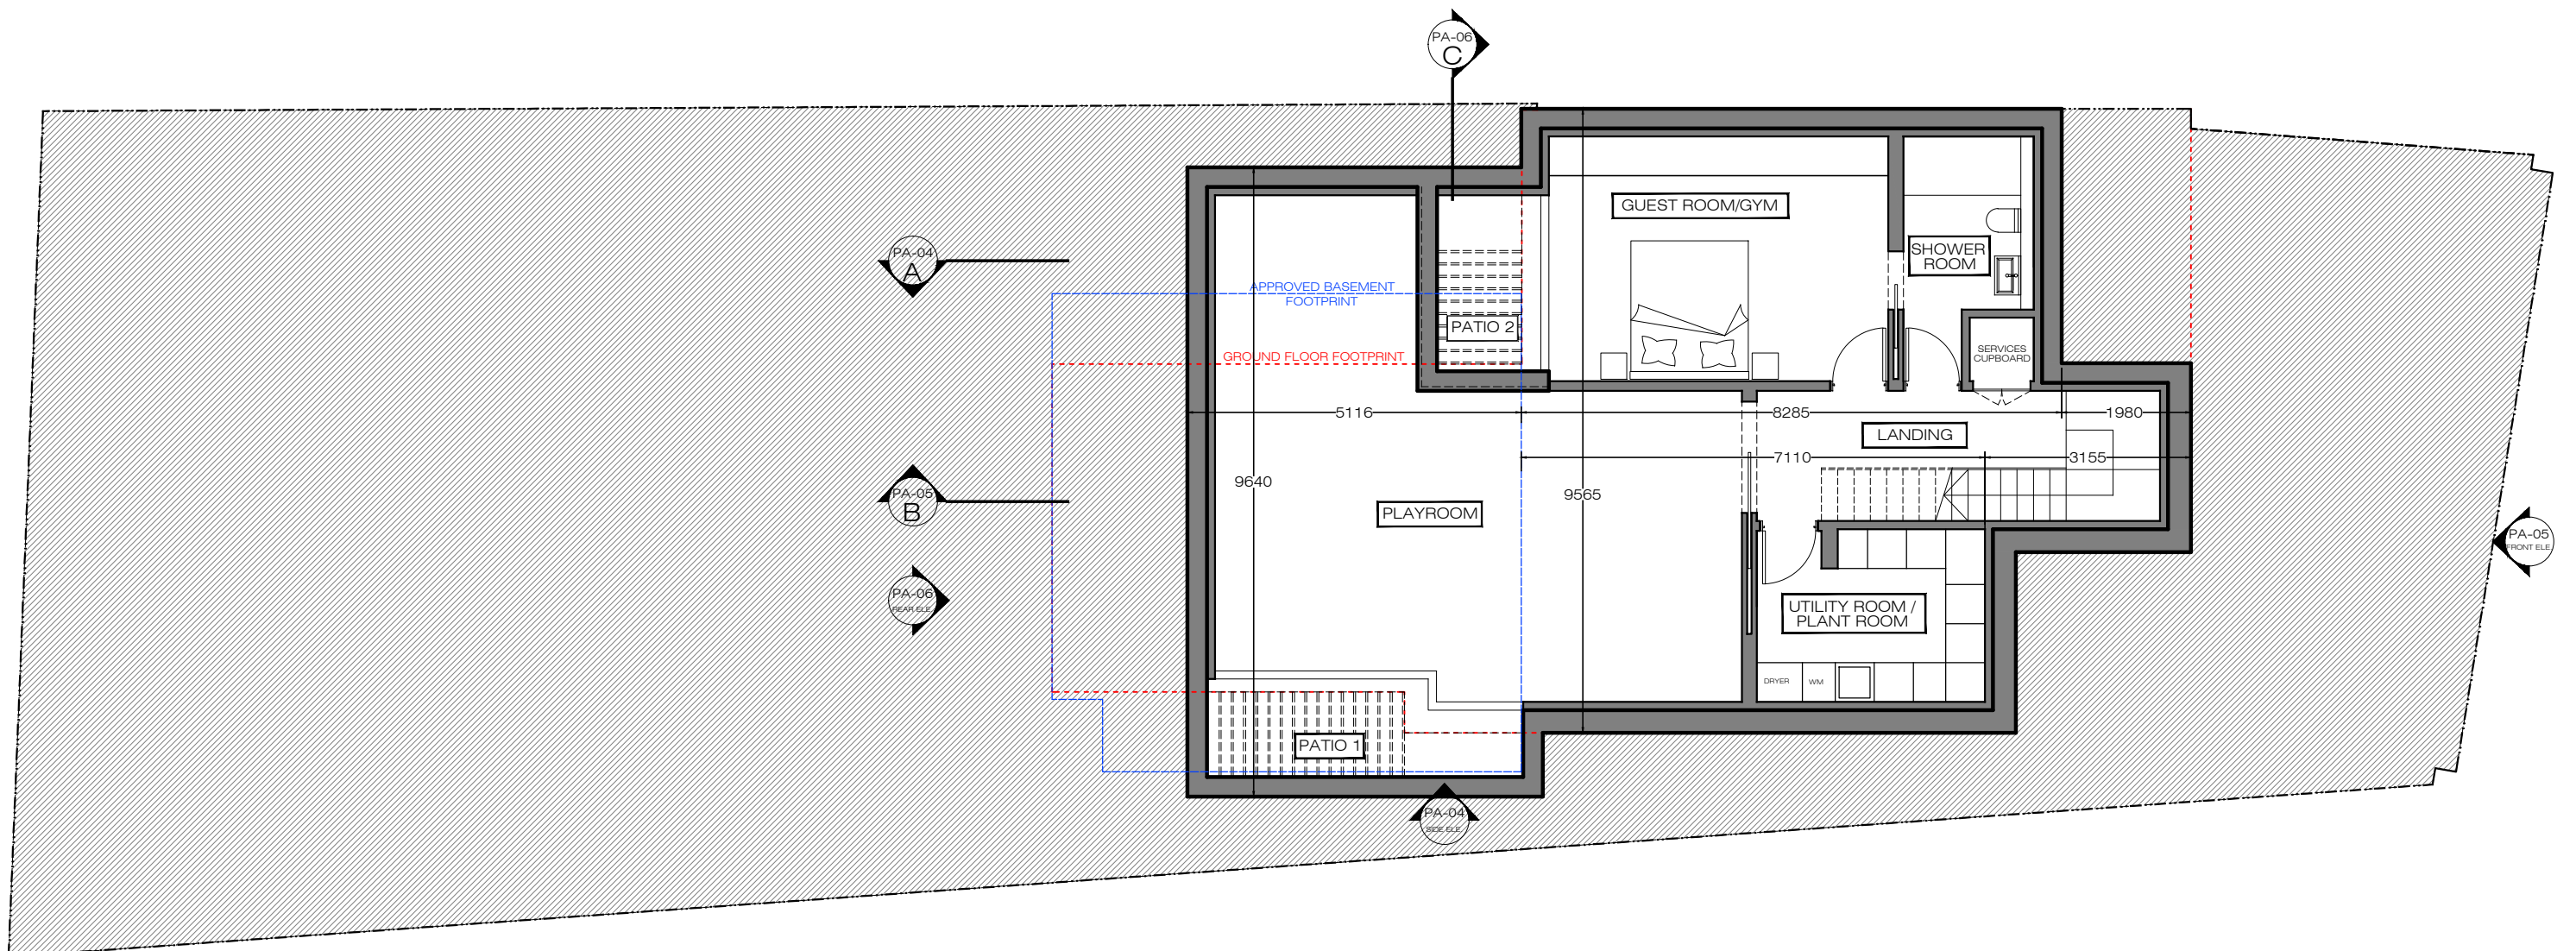 PA-06
C
GUEST ROOM/GYM
SHOWER
ROOM
PA-04
A
APPROVED BASEMENT
FOOTPRINT
PATIO 2
GROUND FLOOR FOOTPRINT
SERVICES
CUPBOARD
5116
8285
1980
LANDING
7110
3155
9640
9565
PA-05
B
PLAYROOM
PA-05
FRONT ELE.
PA-06
REAR ELE.
UTILITY ROOM /
PLANT ROOM
DRYER
WM
PATIO 1
PA-04
SIDE ELE.